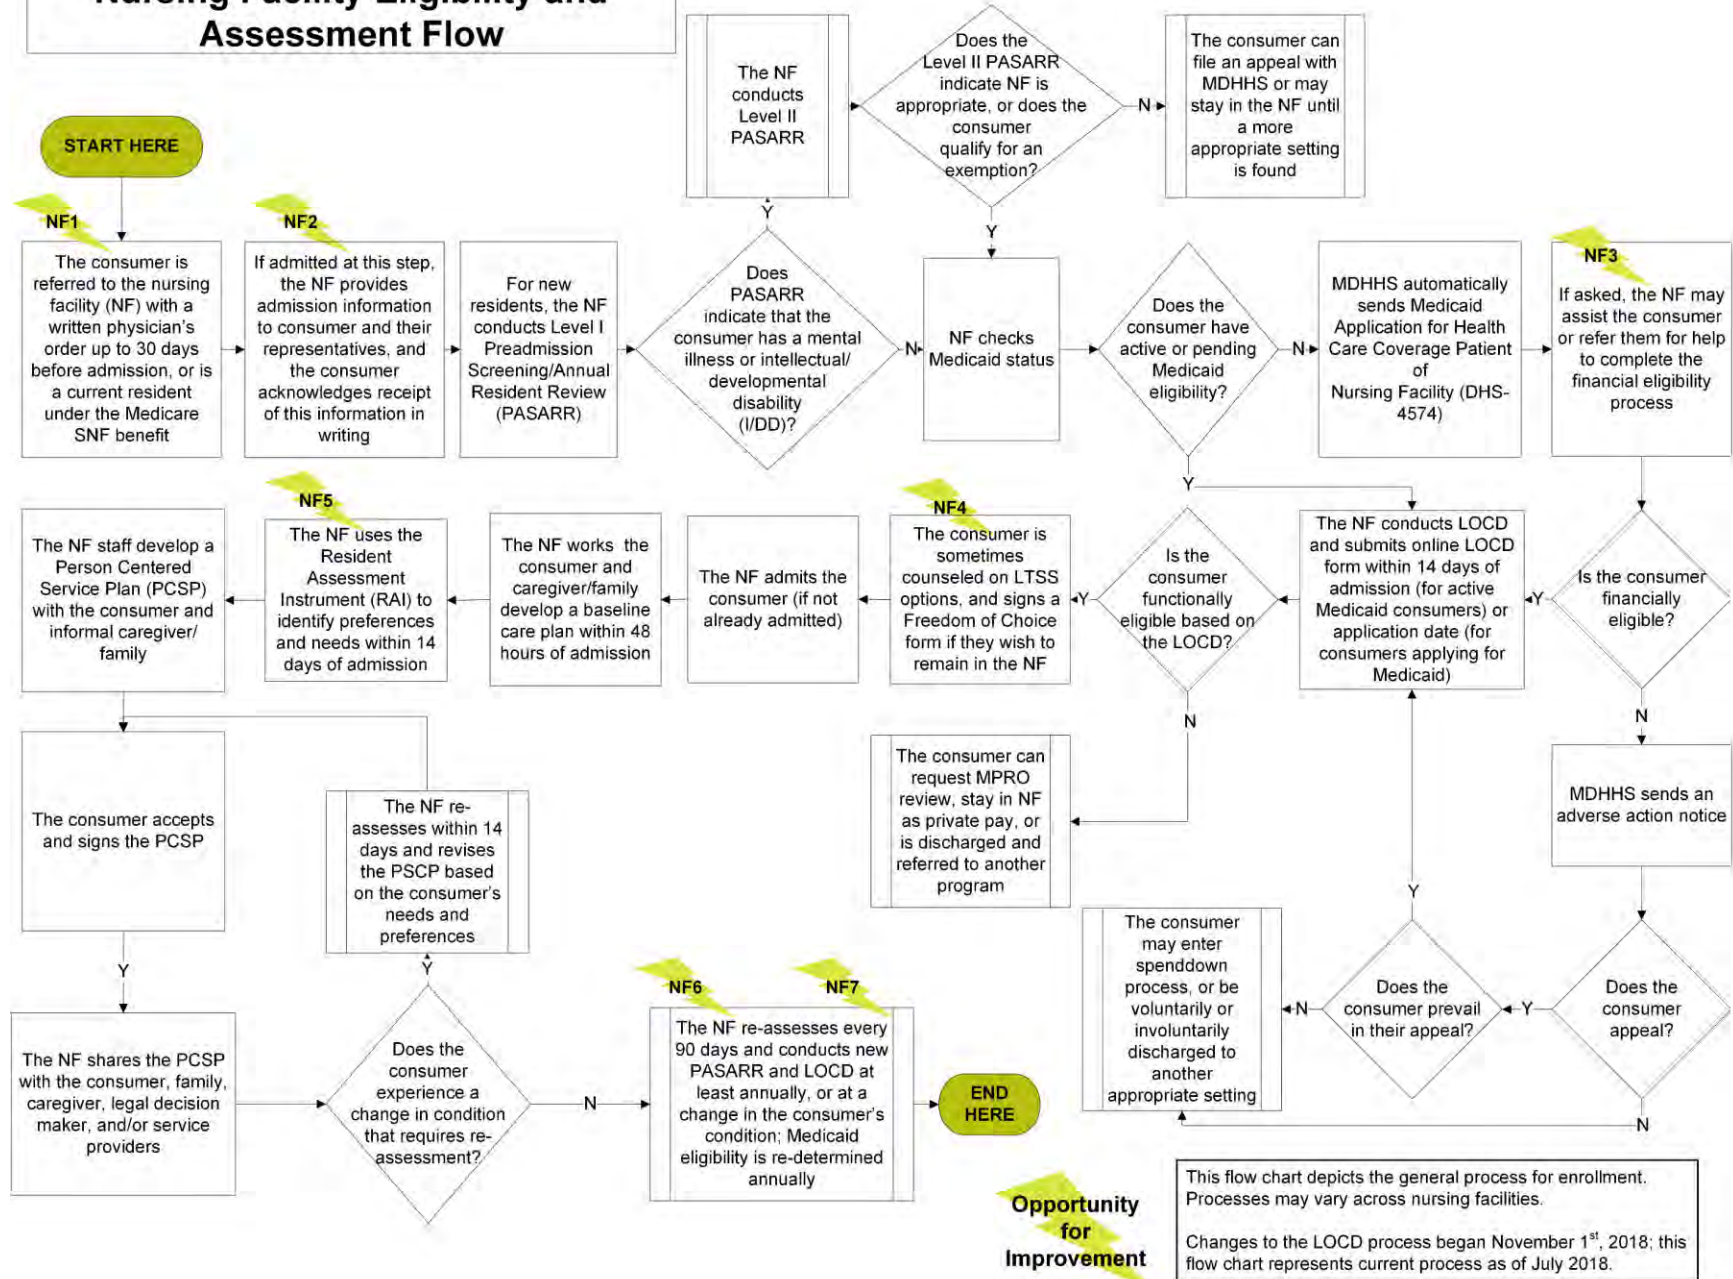 Nursing Facility Eligibility and
Assessment Flow
START HERE
NF1
The consumer is
referred to the nursing
facility (NF) with a
written physician's
order up to 30 days
before admission, or is
a current resident
under the Medicare
SNF benefit
NF2
If admitted at this step,
the NF provides
admission information
to consumer and their
representatives, and
the consumer
acknowledges receipt
of this information in
writing
For new
residents, the NF
conducts Level I
Preadmission
Screening/Annual
Resident Review
(PASARR)
Does
PASARR
indicate that the
consumer has a mental
illness or intellectual/
developmental
disability
(I/DD)?
Y
The NF
conducts
Level II
PASARR
Does the
Level II PASARR
indicate NF is
appropriate, or does the
consumer
qualify for an
exemption?
N
The consumer can
file an appeal with
MDHHS or may
stay in the NF until
a more
appropriate setting
is found
Y
N
NF checks
Medicaid status
Does the
consumer have
active or pending
Medicaid
eligibility?
N
MDHHS automatically
sends Medicaid
Application for Health
Care Coverage Patient
of
Nursing Facility (DHS-
4574)
NF3
If asked, the NF may
assist the consumer
or refer them for help
to complete the
financial eligibility
process
Y
Is the consumer
financially
eligible?
Y
The NF conducts LOCD
and submits online LOCD
form within 14 days of
admission (for active
Medicaid consumers) or
application date (for
consumers applying for
Medicaid)
Is the
consumer
functionally
eligible based on
the LOCD?
Y
NF4
The consumer is
sometimes
counseled on LTSS
options, and signs a
Freedom of Choice
form if they wish to
remain in the NF
The NF admits the
consumer (if not
already admitted)
The NF works the
consumer and
caregiver/family
develop a baseline
care plan within 48
hours of admission
NF5
The NF uses the
Resident
Assessment
Instrument (RAI) to
identify preferences
and needs within 14
days of admission
The NF staff develop a
Person Centered
Service Plan (PCSP)
with the consumer and
informal caregiver/
family
N
The consumer can
request MPRO
review, stay in NF
as private pay, or
is discharged and
referred to another
program
N
MDHHS sends an
adverse action notice
Does the
consumer
appeal?
Y
Does the
consumer prevail
in their appeal?
Y
N
The consumer
may enter
spenddown
process, or be
voluntarily or
involuntarily
discharged to
another
appropriate setting
N
The consumer accepts
and signs the PCSP
Y
The NF shares the PCSP
with the consumer, family,
caregiver, legal decision
maker, and/or service
providers
Does the
consumer
experience a
change in condition
that requires re-
assessment?
Y
The NF re-
assesses within 14
days and revises
the PSCP based
on the consumer's
needs and
preferences
N
NF6
NF7
The NF re-assesses every
90 days and conducts new
PASARR and LOCD at
least annually, or at a
change in the consumer's
condition; Medicaid
eligibility is re-determined
annually
END
HERE
Opportunity
for
Improvement
This flow chart depicts the general process for enrollment.
Processes may vary across nursing facilities.
Changes to the LOCD process began November 1st, 2018; this
flow chart represents current process as of July 2018.